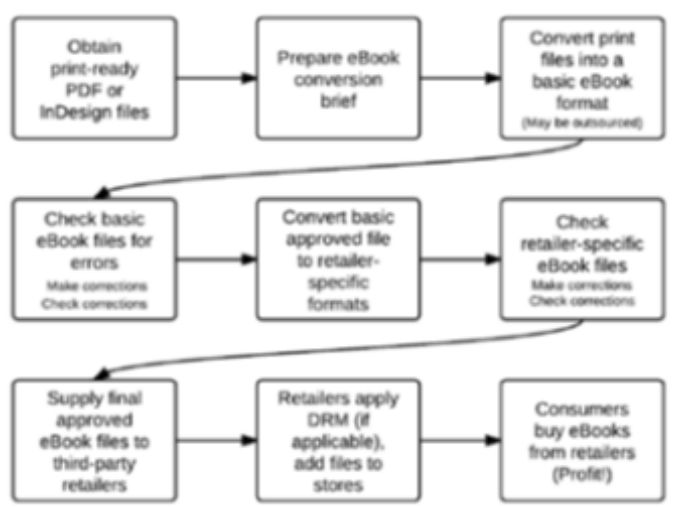 Obtain
print-ready
PDF or
InDesign files
Prepare eBook
conversion
brief
Convert print
files into a
basic eBook
format
(May be outsourced)
Check basic
eBook files for
errors
Make corrections
Check corrections
Convert basic
approved file
to retailer-
specific
formats
Check
retailer-specific
eBook files
Make corrections
Check corrections
Supply final
approved
eBook files to
third-party
retailers
Retailers apply
DRM (if
applicable),
add files to
stores
Consumers
buy eBooks
from retailers
(Profit!)